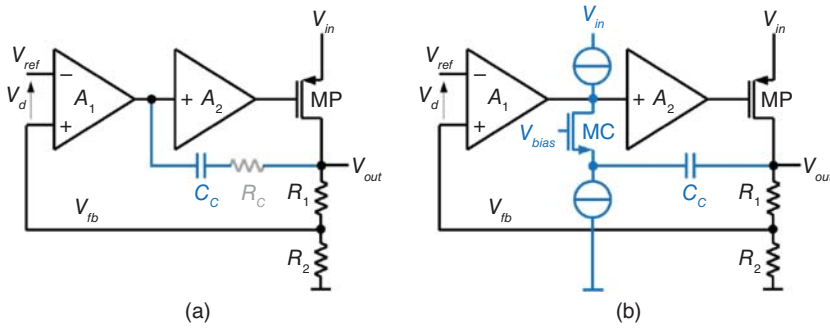 V_in
V_ref
−
V_d
A_1
+
+ A_2
MP
C_C
R_C
V_out
R_1
V_fb
R_2
(a)
V_in
V_in
V_ref
−
V_d
A_1
+
+ A_2
MP
V_bias
MC
C_C
V_out
R_1
V_fb
R_2
(b)